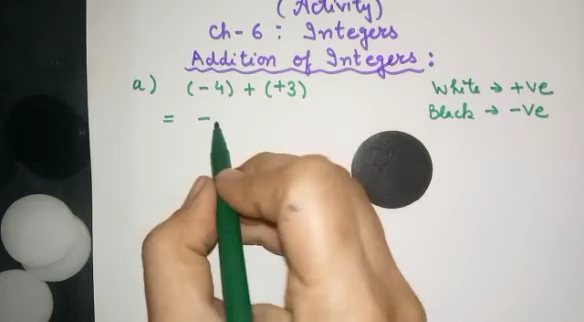 (Activity)
Ch-6 : Integers
Addition of Integers :
a) (-4) + (+3)
= -
White → +ve
Black → -ve